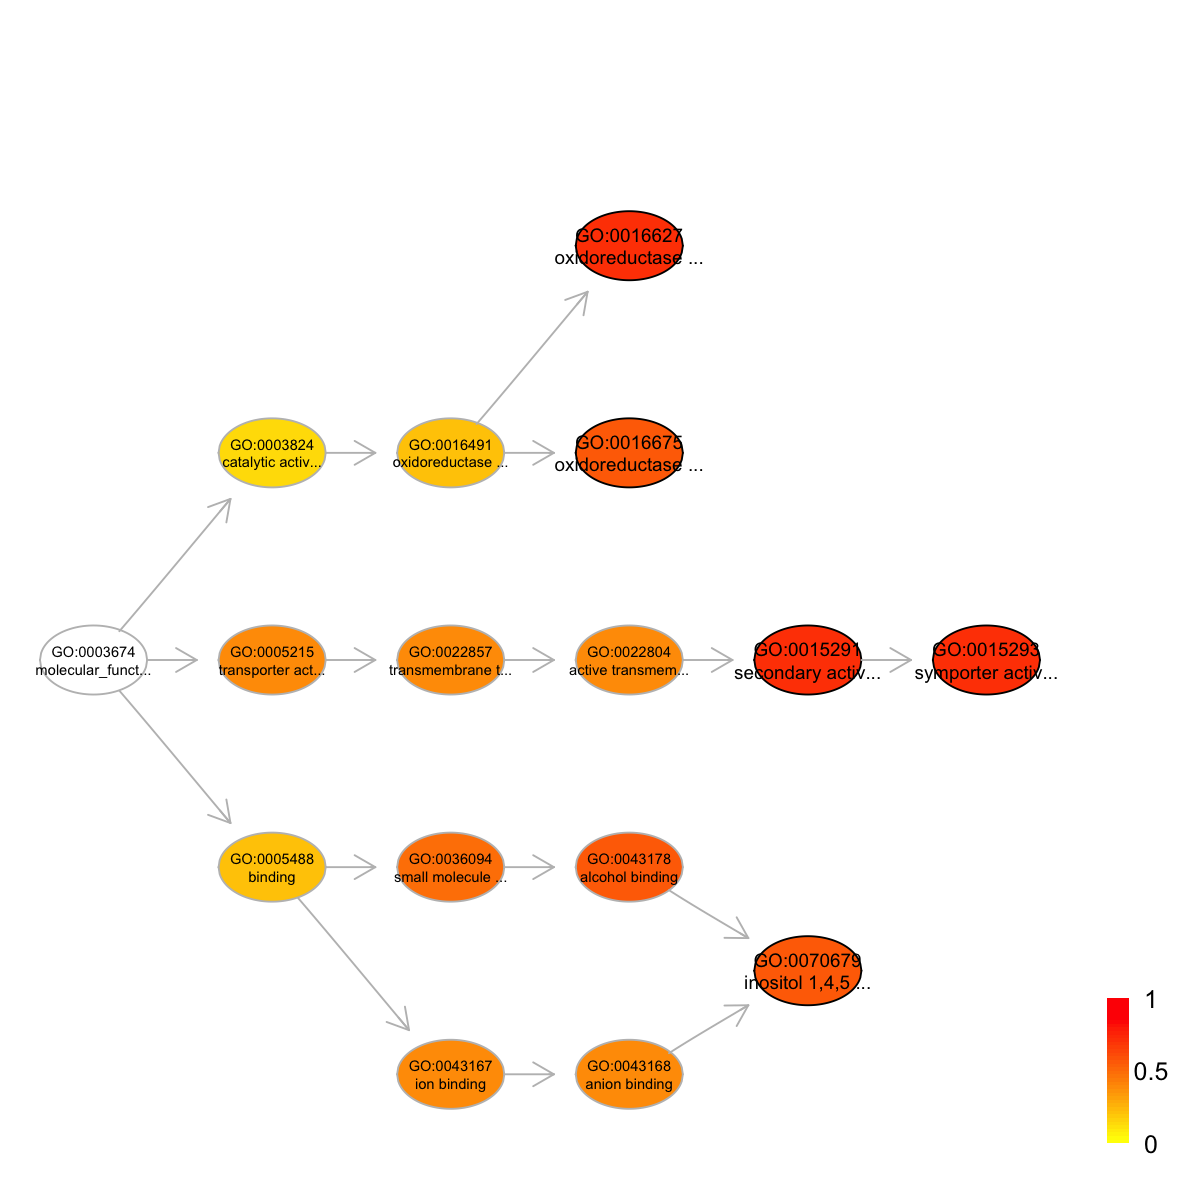 GO:0016627
oxidoreductase ...
GO:0003824
catalytic activ...
GO:0016491
oxidoreductase ...
GO:0016675
oxidoreductase ...
GO:0003674
molecular_funct...
GO:0005215
transporter act...
GO:0022857
transmembrane t...
GO:0022804
active transmem...
GO:0015291
secondary activ...
GO:0015293
symporter activ...
GO:0005488
binding
GO:0036094
small molecule ...
GO:0043178
alcohol binding
GO:0070679
inositol 1,4,5 ...
GO:0043167
ion binding
GO:0043168
anion binding
1
0.5
0